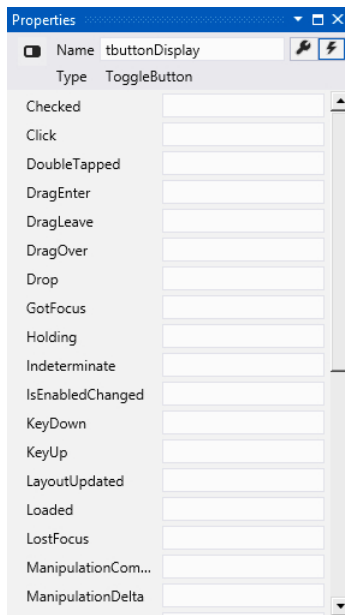 Properties
Name tbuttonDisplay
Type ToggleButton
Checked
Click
DoubleTapped
DragEnter
DragLeave
DragOver
Drop
GotFocus
Holding
Indeterminate
IsEnabledChanged
KeyDown
KeyUp
LayoutUpdated
Loaded
LostFocus
ManipulationCom...
ManipulationDelta